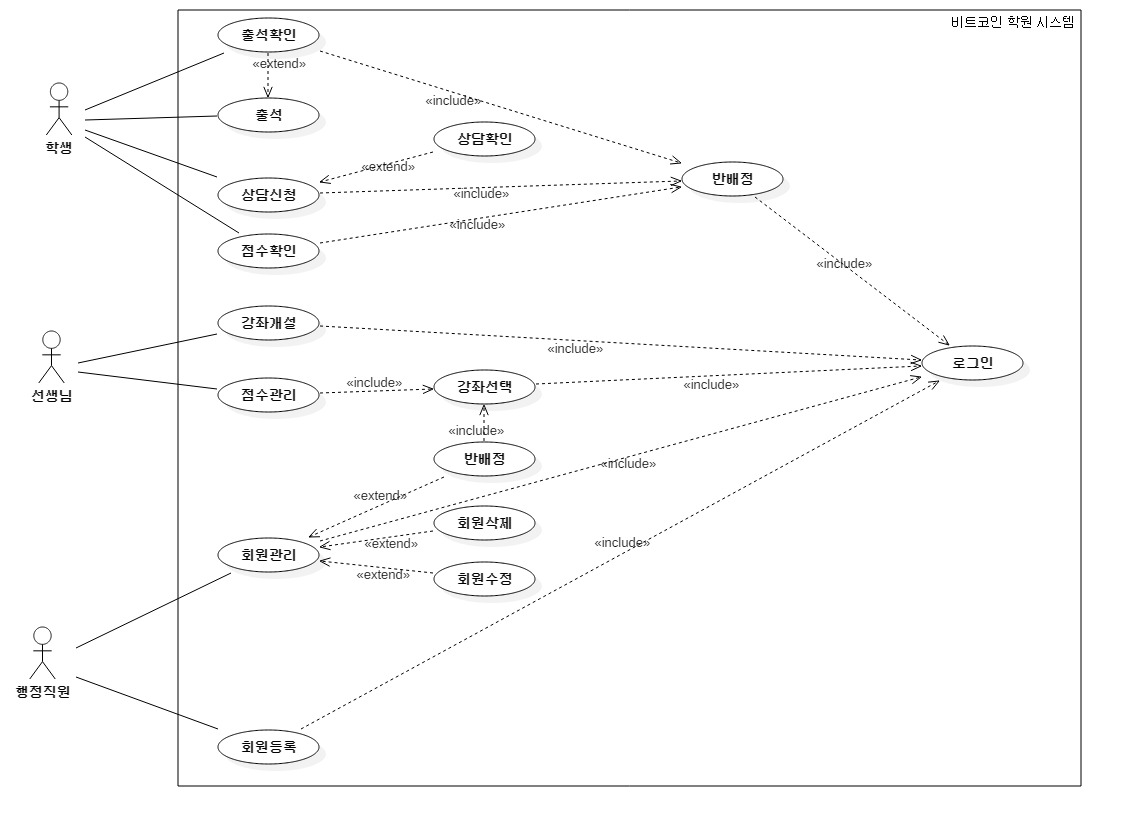 비트코인 학원 시스템
출석확인
«extend»
«include»
출석
상담확인
학생
«extend»
반배정
상담신청
«include»
«include»
점수확인
«include»
강좌개설
«include»
로그인
선생님
점수관리
«include»
강좌선택
«include»
«include»
반배정
«include»
«extend»
회원삭제
«extend»
«include»
회원관리
«extend»
회원수정
행정직원
회원등록